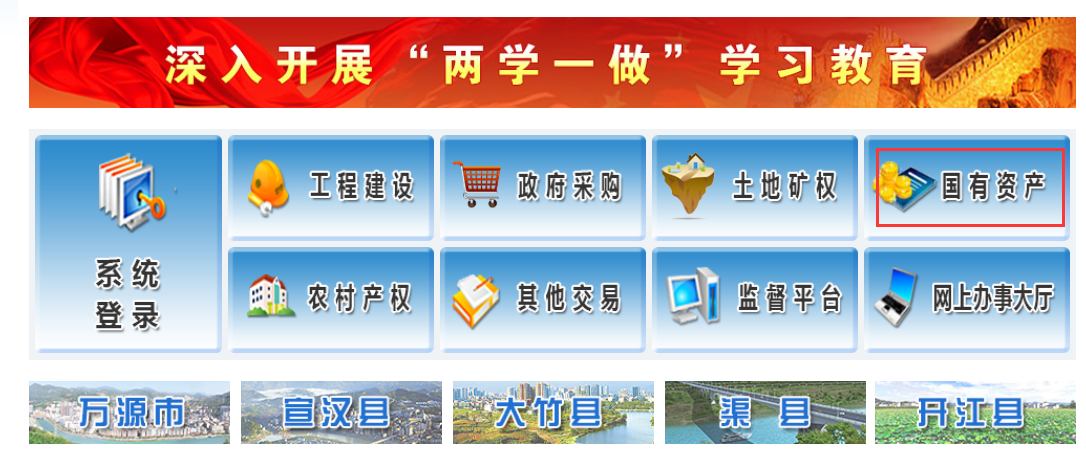 深入开展“两学一做”学习教育
系统
登录
工程建设
政府采购
土地矿权
国有资产
农村产权
其他交易
监督平台
网上办事大厅
万源市
宣汉县
大竹县
渠 县
开江县